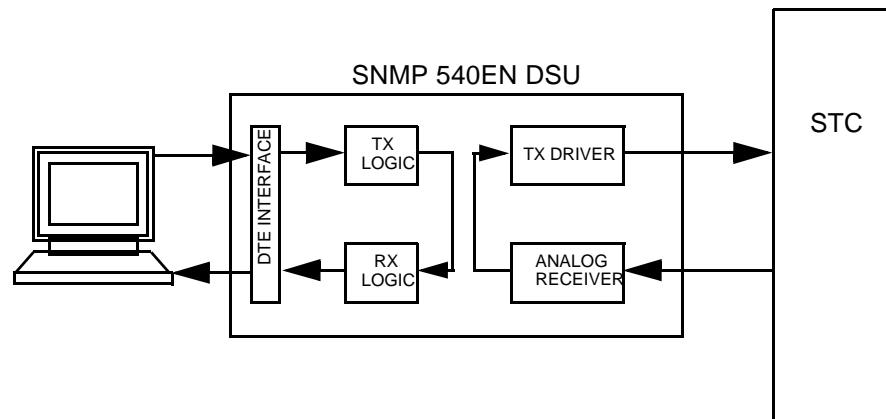 SNMP 540EN DSU
STC
DTE INTERFACE
TX
LOGIC
TX DRIVER
RX
LOGIC
ANALOG
RECEIVER